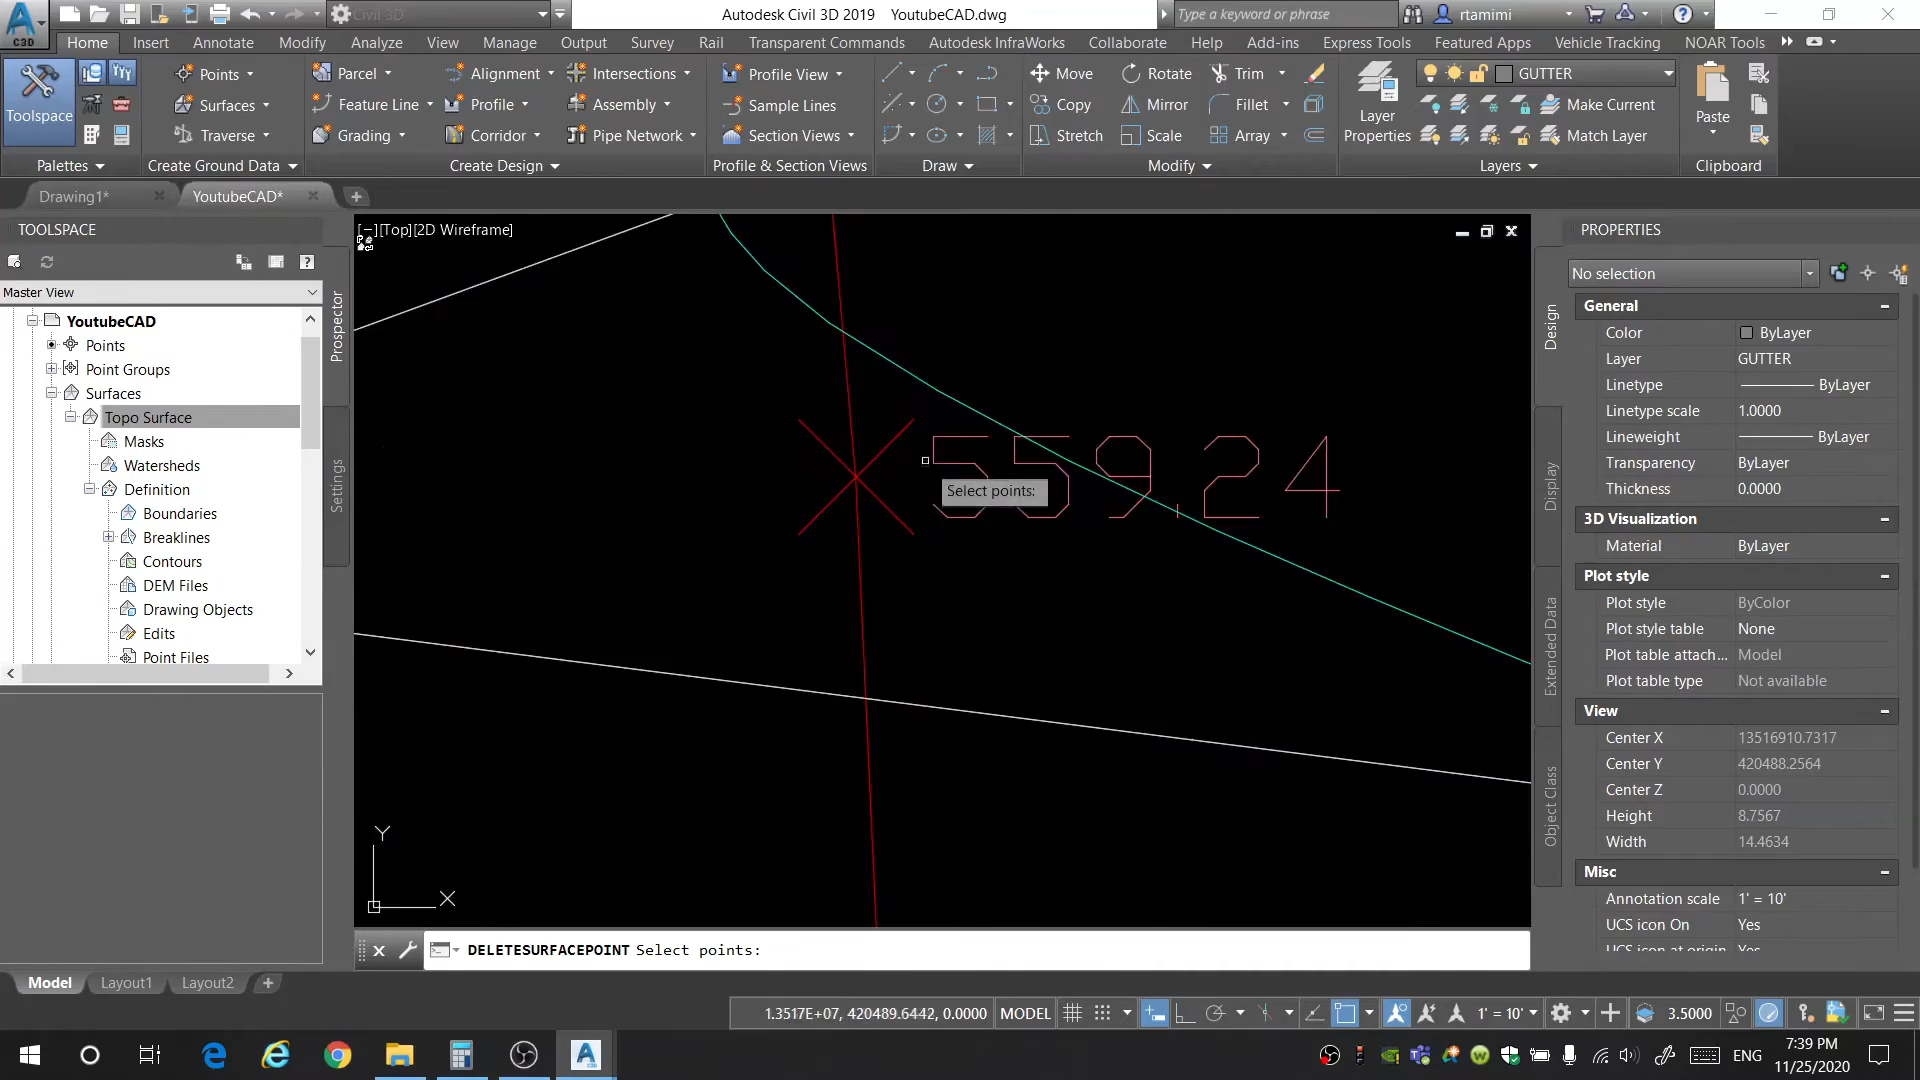 C3D
Civil 3D
Autodesk Civil 3D 2019 YoutubeCAD.dwg
Type a keyword or phrase
rtamimi
Home Insert Annotate Modify Analyze View Manage Output Survey Rail Transparent Commands Autodesk InfraWorks Collaborate Help Add-ins Express Tools Featured Apps Vehicle Tracking NOAR Tools
Toolspace
Points
Surfaces
Traverse
Parcel
Feature Line
Grading
Alignment
Profile
Corridor
Intersections
Assembly
Pipe Network
Profile View
Sample Lines
Section Views
Move
Copy
Stretch
Rotate
Mirror
Scale
Trim
Fillet
Array
Layer
Properties
GUTTER
Make Current
Match Layer
Paste
Palettes
Create Ground Data
Create Design
Profile & Section Views
Draw
Modify
Layers
Clipboard
Drawing1*
YoutubeCAD*
TOOLSPACE
Master View
YoutubeCAD
Points
Point Groups
Surfaces
Topo Surface
Masks
Watersheds
Definition
Boundaries
Breaklines
Contours
DEM Files
Drawing Objects
Edits
Point Files
Prospector
Settings
[−][Top][2D Wireframe]
559.24
Select points:
Y
X
DELETESURFACEPOINT Select points:
Model Layout1 Layout2
PROPERTIES
No selection
Design
Display
Extended Data
Object Class
General
Color ByLayer
Layer GUTTER
Linetype ByLayer
Linetype scale 1.0000
Lineweight ByLayer
Transparency ByLayer
Thickness 0.0000
3D Visualization
Material ByLayer
Plot style
Plot style ByColor
Plot style table None
Plot table attach... Model
Plot table type Not available
View
Center X 13516910.7317
Center Y 420488.2564
Center Z 0.0000
Height 8.7567
Width 14.4634
Misc
Annotation scale 1' = 10'
UCS icon On Yes
UCS icon at origin Yes
1.3517E+07, 420489.6442, 0.0000 MODEL
1' = 10'
3.5000
ENG
7:39 PM
11/25/2020